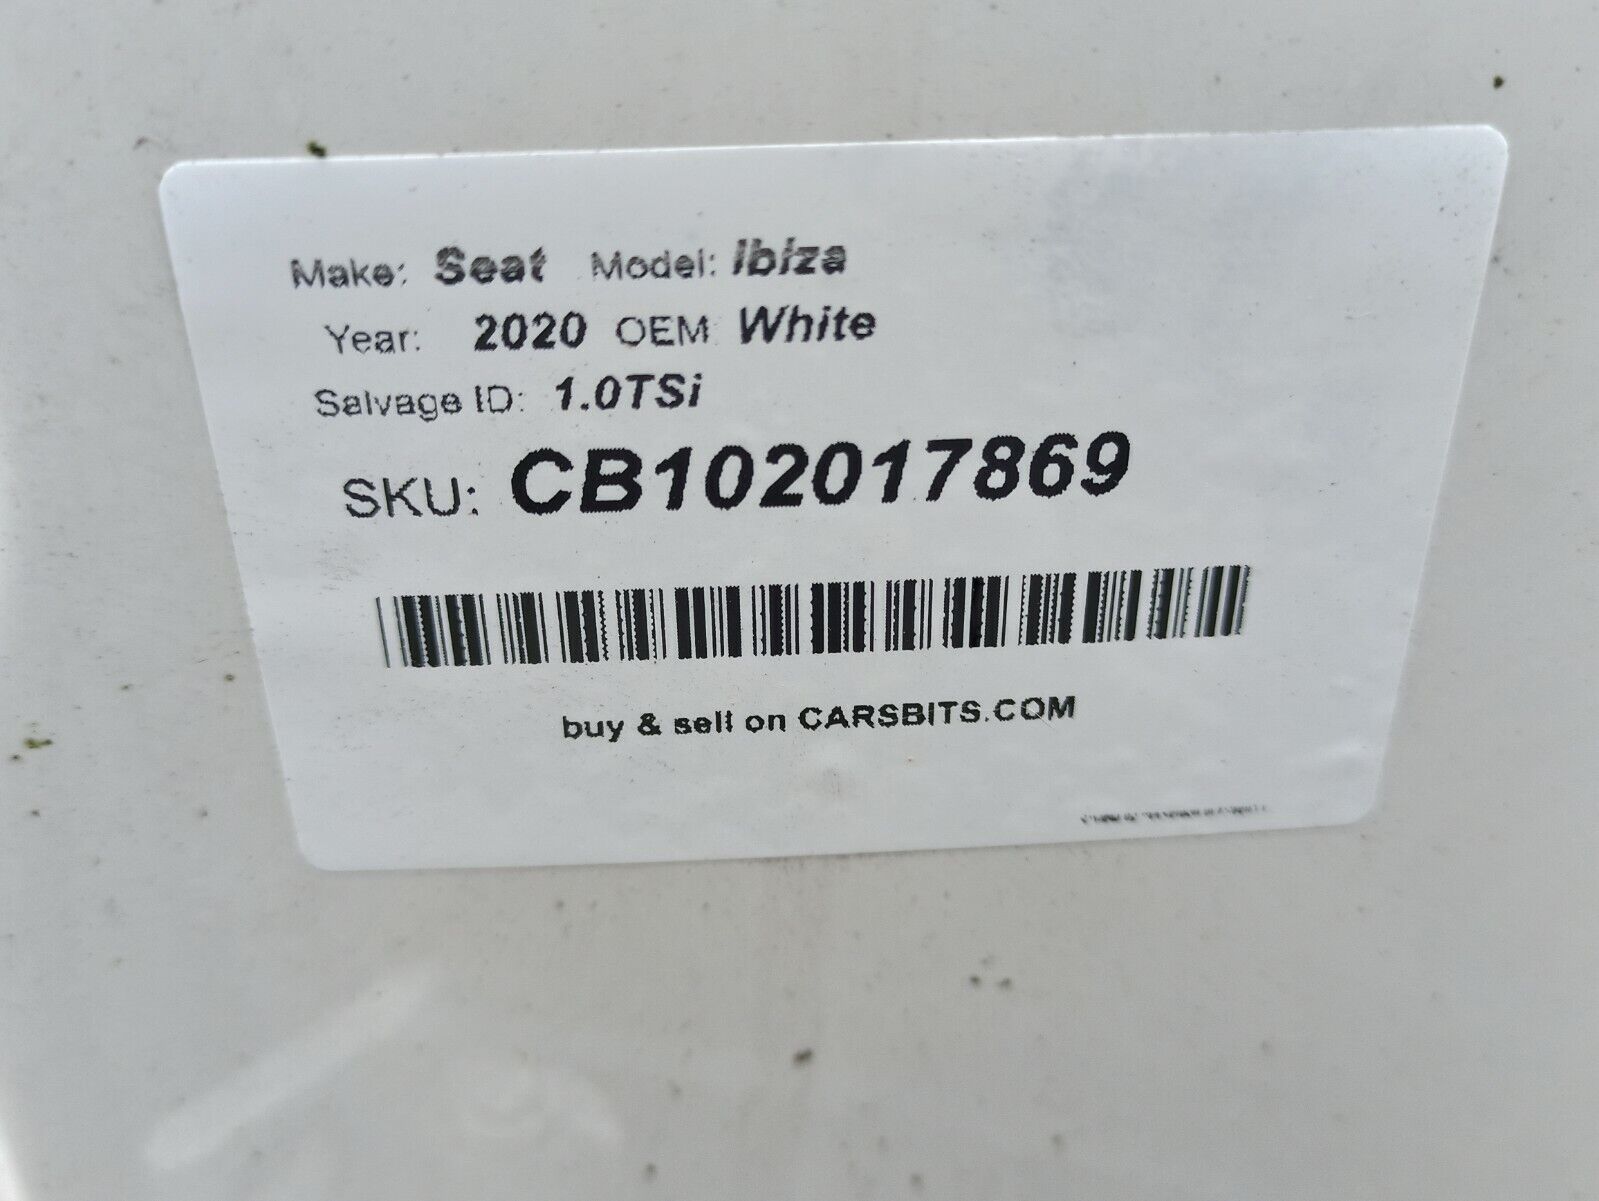 Make: Seat Model: Ibiza
Year: 2020 OEM: White
Salvage ID: 1.0TSi
SKU: CB102017869
buy & sell on CARSBITS.COM